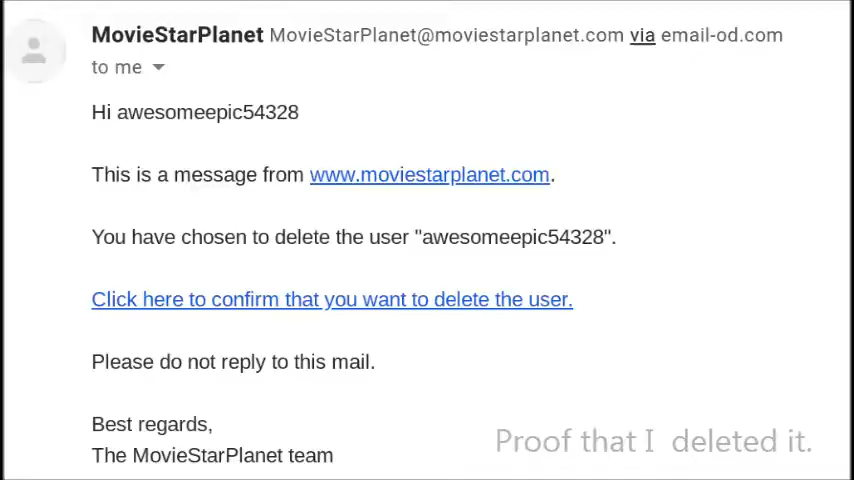 MovieStarPlanet MovieStarPlanet@moviestarplanet.com via email-od.com
to me
Hi awesomeepic54328
This is a message from www.moviestarplanet.com.
You have chosen to delete the user "awesomeepic54328".
Click here to confirm that you want to delete the user.
Please do not reply to this mail.
Best regards,
The MovieStarPlanet team
Proof that I deleted it.